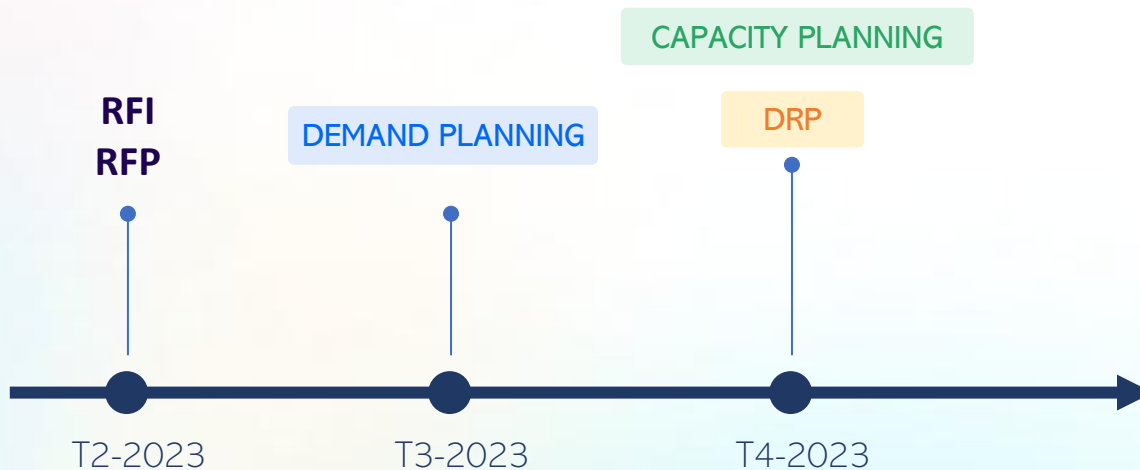 RFI
RFP
DEMAND PLANNING
CAPACITY PLANNING
DRP
T2-2023
T3-2023
T4-2023